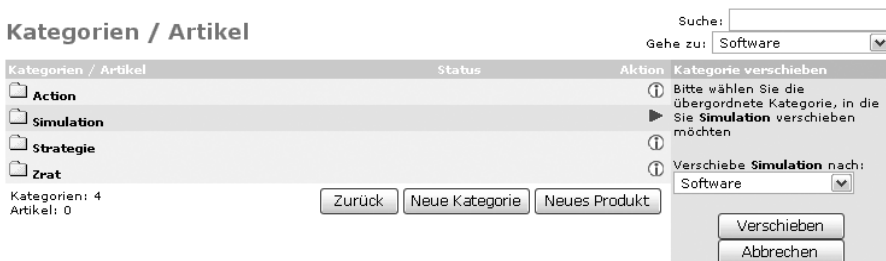 Kategorien / Artikel
Suche:
Gehe zu: Software
Kategorien / Artikel Status Aktion
Action
Simulation
Strategie
Zrat
Kategorien: 4
Artikel: 0
Zurück Neue Kategorie Neues Produkt
Kategorie verschieben
Bitte wählen Sie die
übergordnete Kategorie, in die
Sie Simulation verschieben
möchten
Verschiebe Simulation nach:
Software
Verschieben
Abbrechen